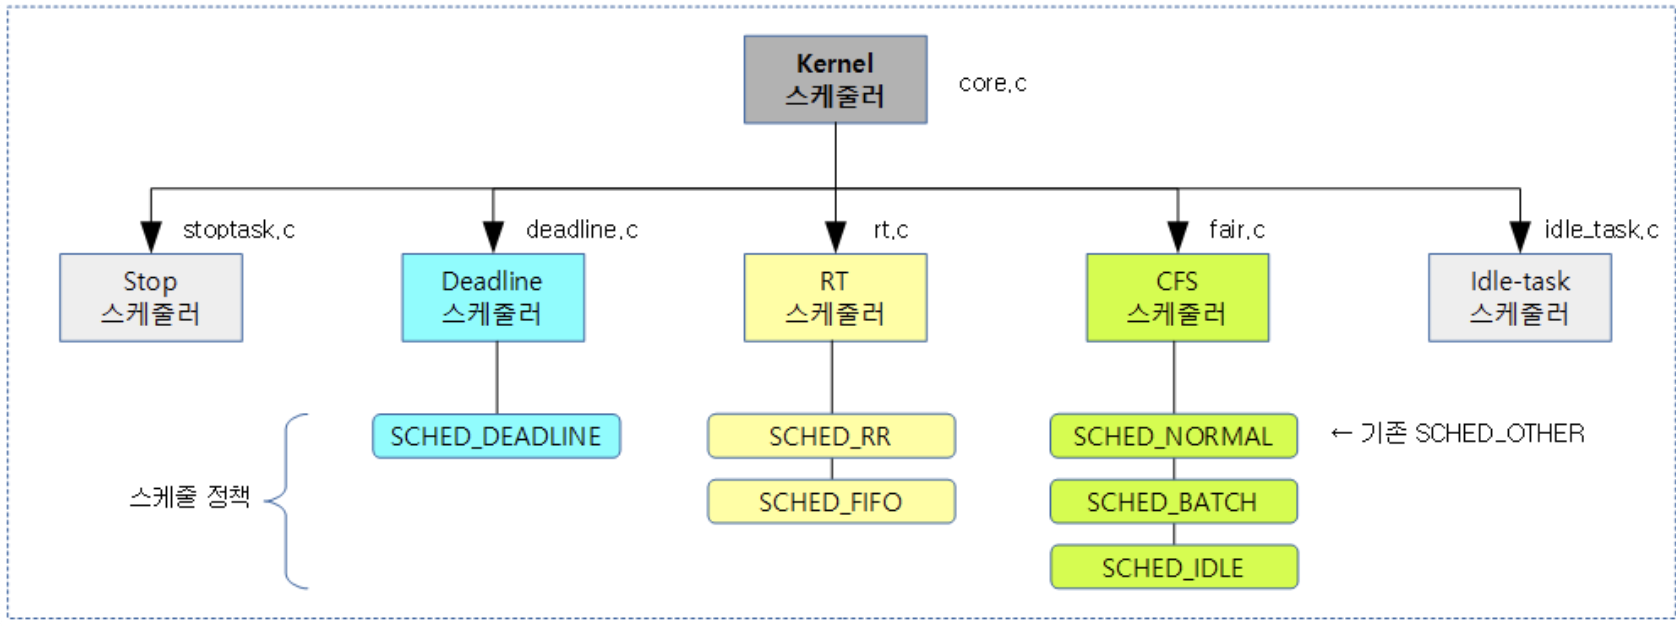 Kernel
스케줄러
core.c
stoptask.c
deadline.c
rt.c
fair.c
idle_task.c
Stop
스케줄러
Deadline
스케줄러
RT
스케줄러
CFS
스케줄러
Idle-task
스케줄러
SCHED_DEADLINE
SCHED_RR
SCHED_NORMAL
← 기존 SCHED_OTHER
스케줄 정책
SCHED_FIFO
SCHED_BATCH
SCHED_IDLE